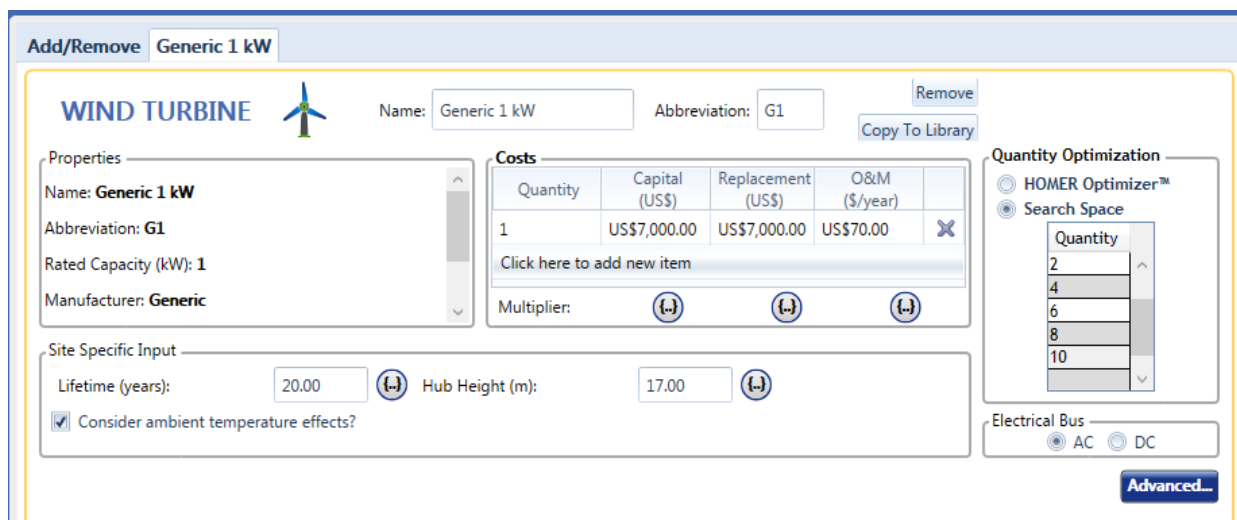 Add/Remove Generic 1 kW
WIND TURBINE
Name: Generic 1 kW
Abbreviation: G1
Remove
Copy To Library
Properties
Name: Generic 1 kW
Abbreviation: G1
Rated Capacity (kW): 1
Manufacturer: Generic
Costs
Quantity Capital (US$) Replacement (US$) O&M ($/year)
1 US$7,000.00 US$7,000.00 US$70.00
Click here to add new item
Multiplier: {..} {..} {..}
Site Specific Input
Lifetime (years): 20.00 {..} Hub Height (m): 17.00 {..}
Consider ambient temperature effects?
Quantity Optimization
HOMER Optimizer™
Search Space
Quantity
2
4
6
8
10
Electrical Bus
AC DC
Advanced...